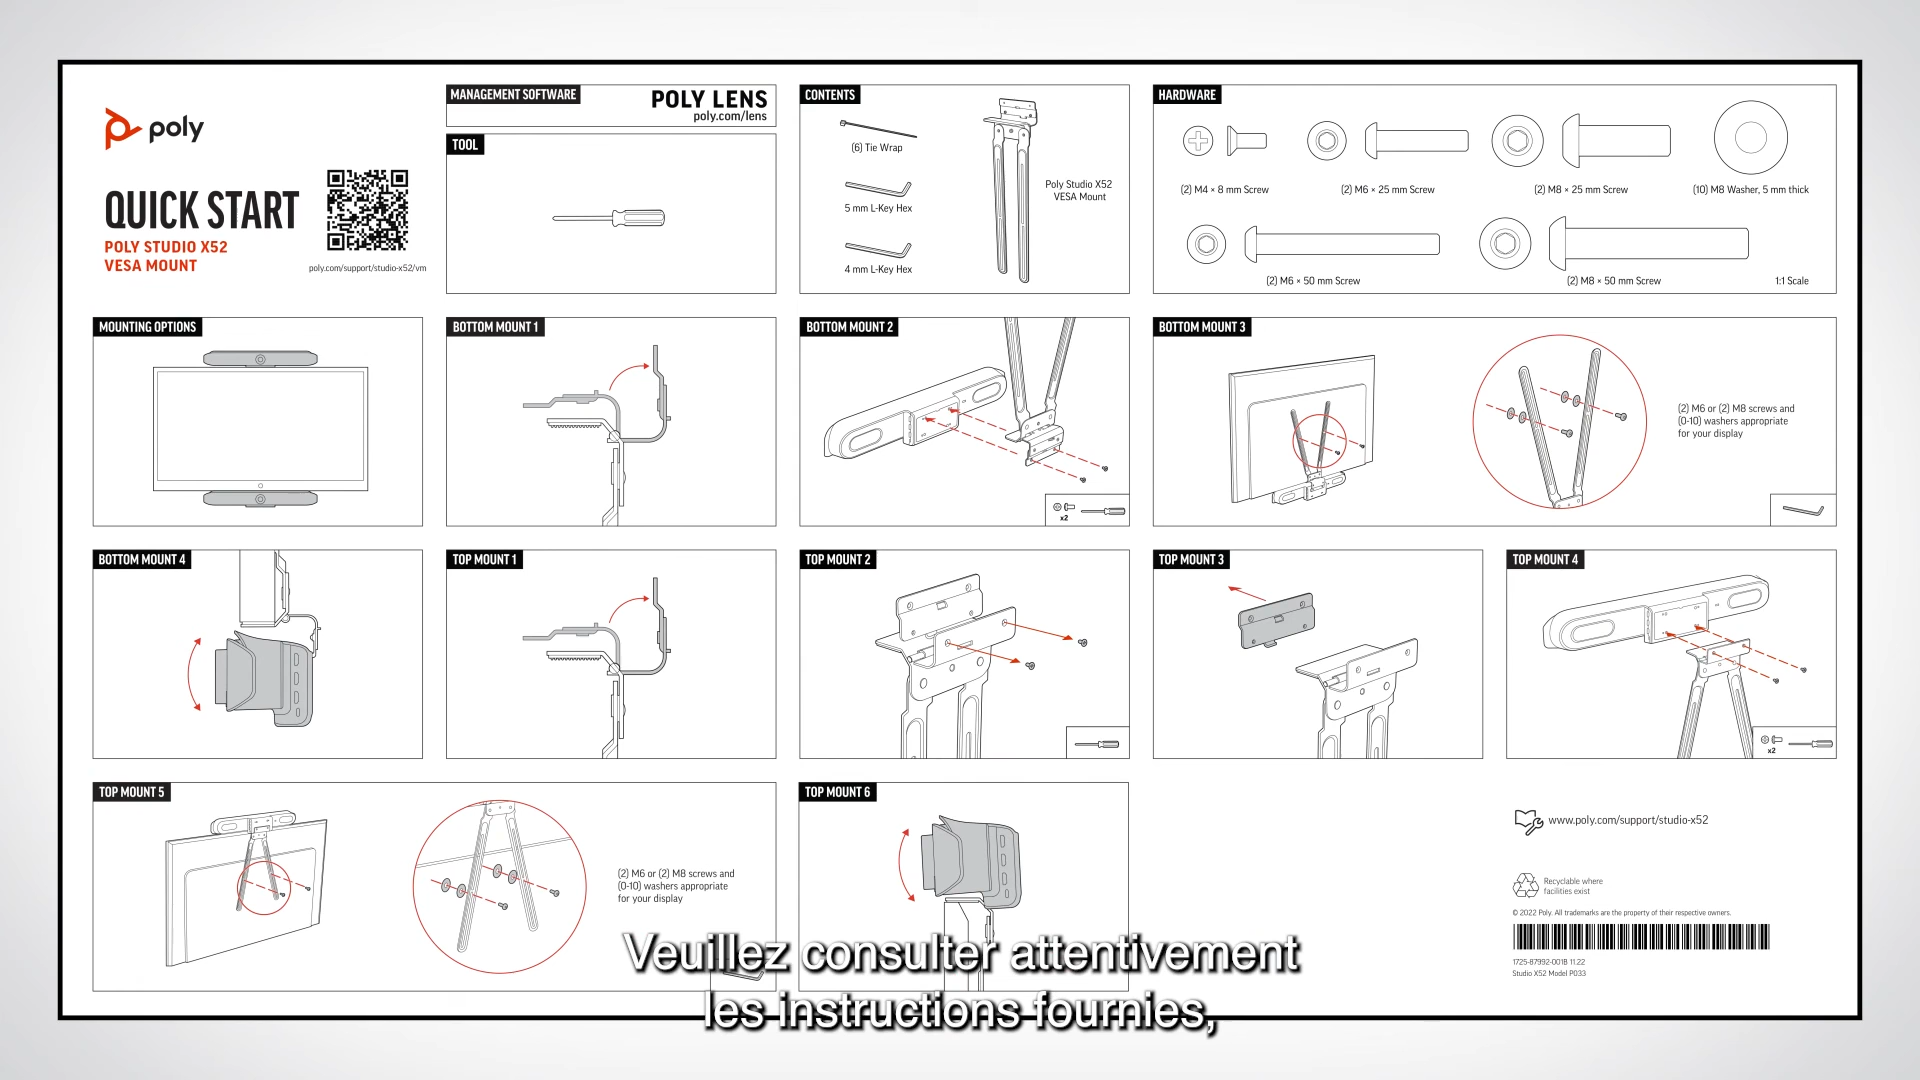 poly
QUICK START
POLY STUDIO X52
VESA MOUNT
poly.com/support/studio-x52/vm
MANAGEMENT SOFTWARE
POLY LENS
poly.com/lens
TOOL
CONTENTS
(6) Tie Wrap
5 mm L-Key Hex
4 mm L-Key Hex
Poly Studio X52
VESA Mount
HARDWARE
(2) M4 × 8 mm Screw
(2) M6 × 25 mm Screw
(2) M8 × 25 mm Screw
(10) M8 Washer, 5 mm thick
(2) M6 × 50 mm Screw
(2) M8 × 50 mm Screw
1:1 Scale
MOUNTING OPTIONS
BOTTOM MOUNT 1
BOTTOM MOUNT 2
x2
BOTTOM MOUNT 3
(2) M6 or (2) M8 screws and
(0-10) washers appropriate
for your display
BOTTOM MOUNT 4
TOP MOUNT 1
TOP MOUNT 2
TOP MOUNT 3
TOP MOUNT 4
x2
TOP MOUNT 5
(2) M6 or (2) M8 screws and
(0-10) washers appropriate
for your display
TOP MOUNT 6
www.poly.com/support/studio-x52
Recyclable where
facilities exist
© 2022 Poly. All trademarks are the property of their respective owners.
1725-87992-001B 11.22
Studio X52 Model P033
Veuillez consulter attentivement
les instructions fournies,